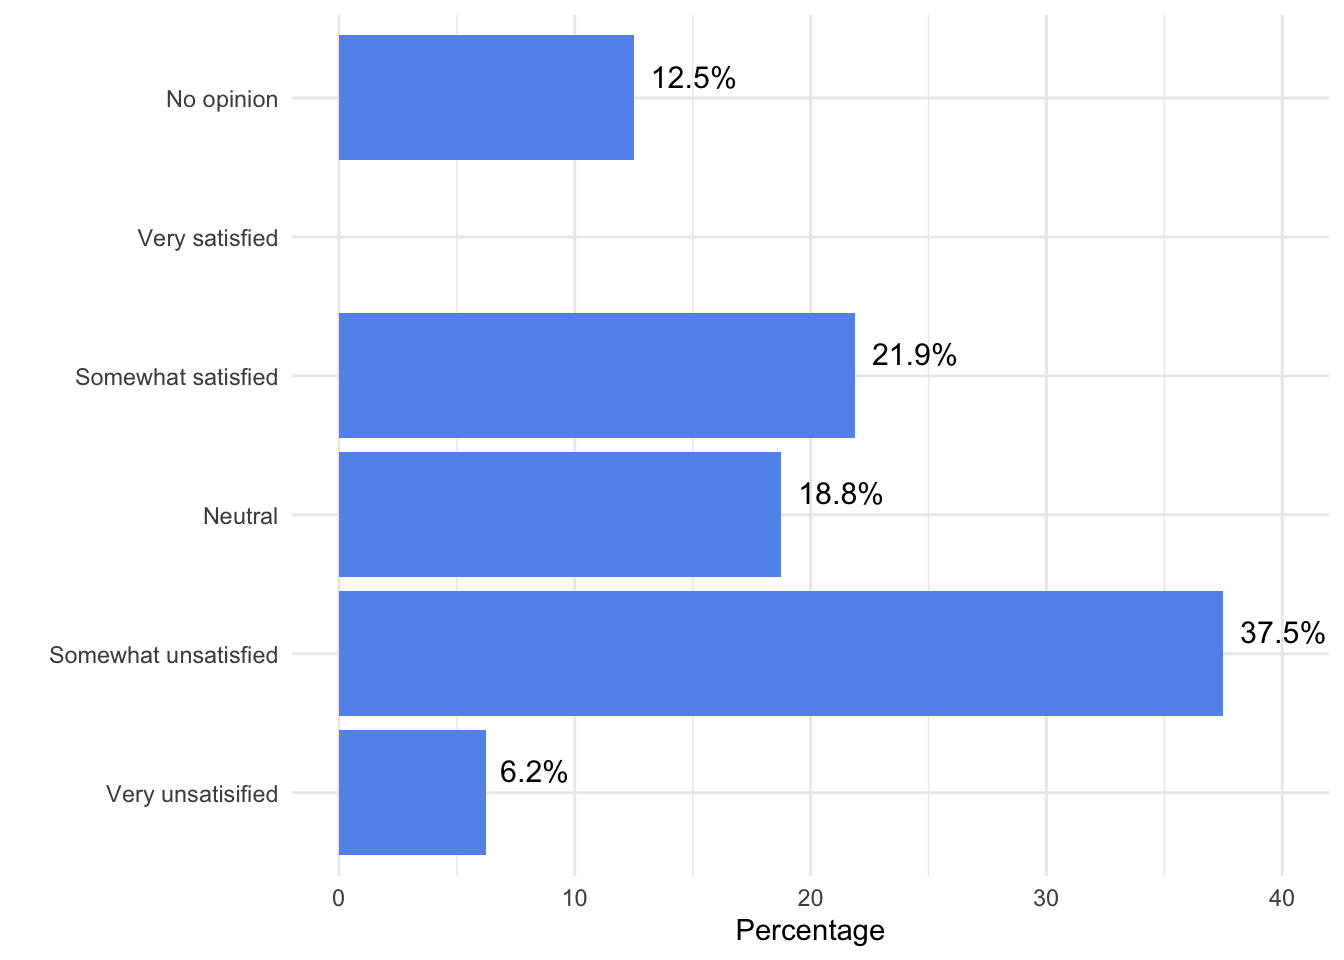 No opinion
12.5%
Very satisfied
Somewhat satisfied
21.9%
Neutral
18.8%
Somewhat unsatisfied
37.5%
Very unsatisified
6.2%
0 10 20 30 40
Percentage